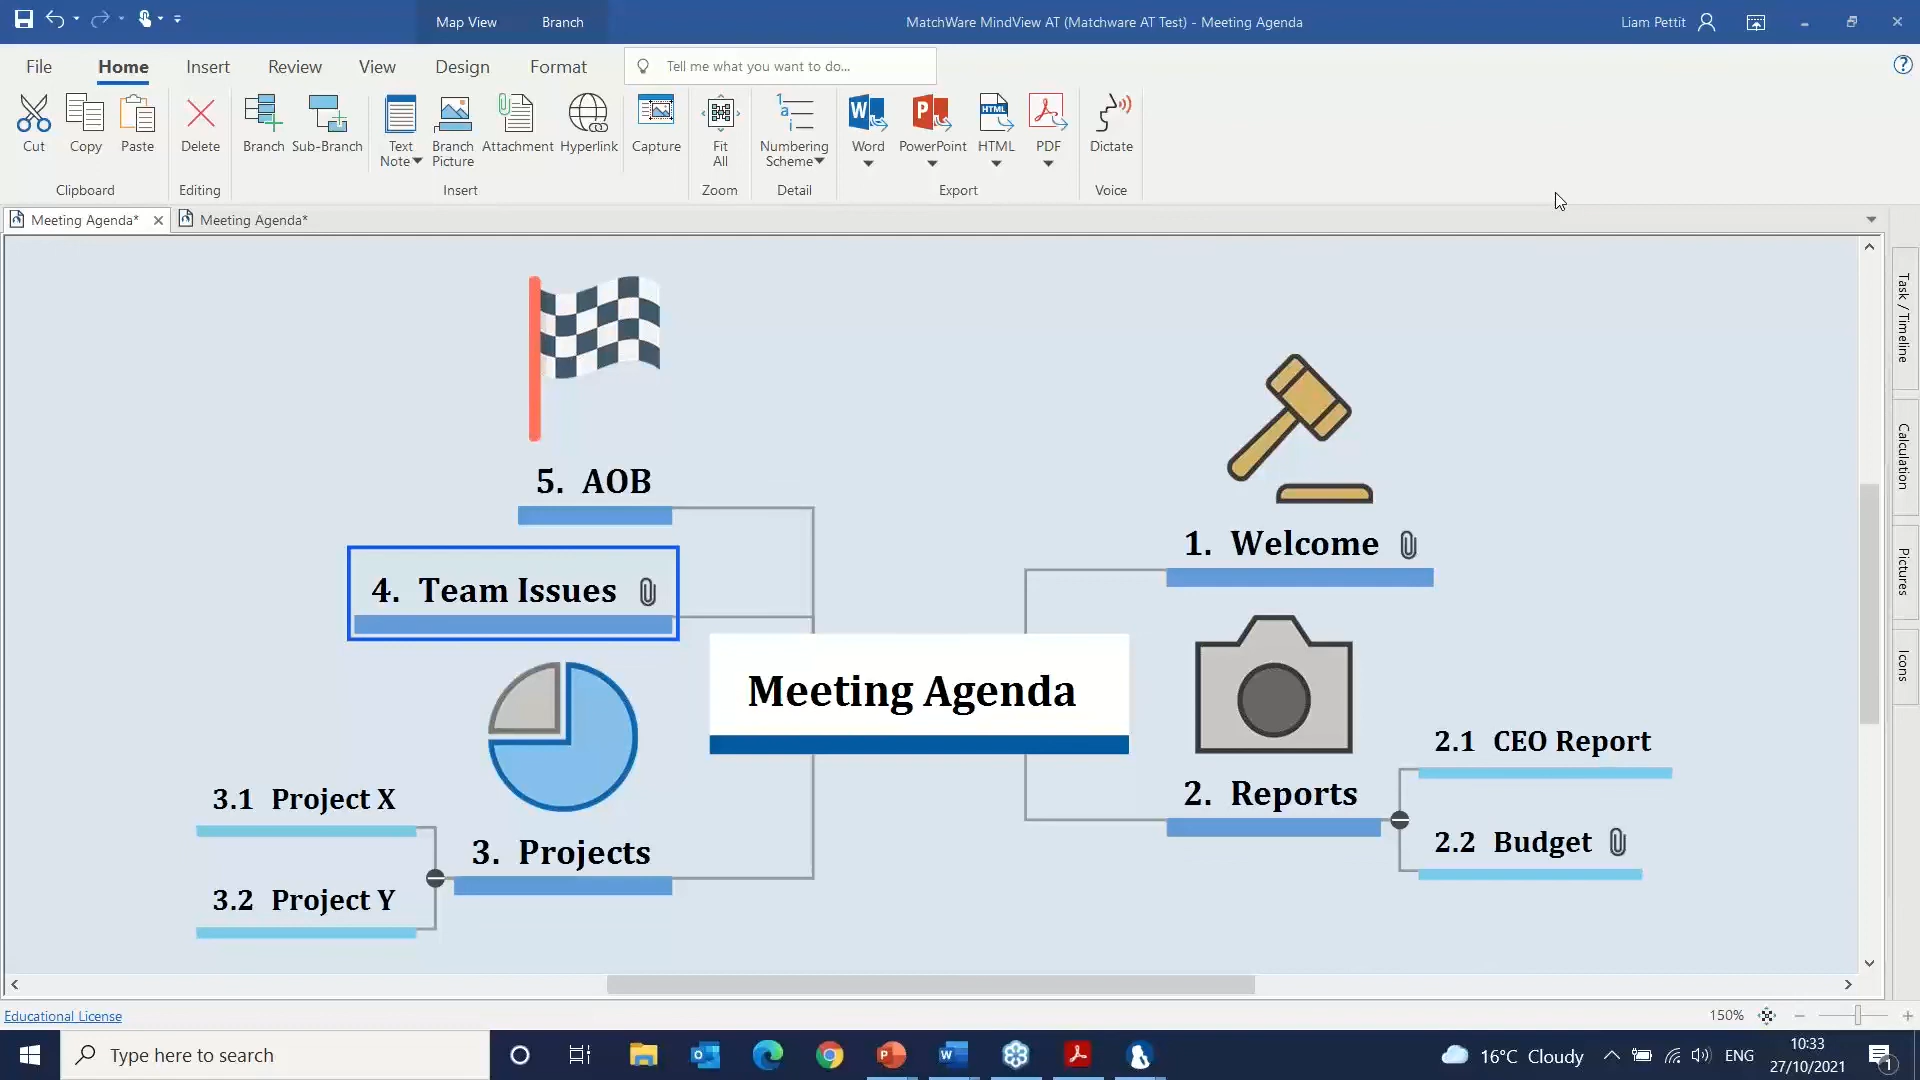 Map View
Branch
MatchWare MindView AT (Matchware AT Test) - Meeting Agenda
Liam Pettit
File
Home
Insert
Review
View
Design
Format
Tell me what you want to do...
Cut
Copy
Paste
Clipboard
Delete
Editing
Branch
Sub-Branch
Text
Note
Branch
Picture
Attachment
Hyperlink
Capture
Insert
Fit
All
Zoom
Numbering
Scheme
Detail
Word
PowerPoint
HTML
HTML
PDF
Export
Dictate
Voice
Meeting Agenda*
Meeting Agenda*
5. AOB
4. Team Issues
3. Projects
3.1 Project X
3.2 Project Y
Meeting Agenda
1. Welcome
2. Reports
2.1 CEO Report
2.2 Budget
Task / Timeline
Calculation
Pictures
Icons
Educational License
150%
Type here to search
16°C Cloudy
ENG
10:33
27/10/2021
1